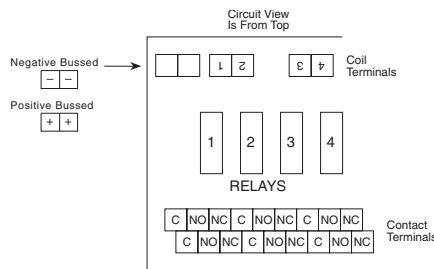 Circuit View
Is From Top
Negative Bussed
– –
Positive Bussed
+ +
1 2 3 4
Coil
Terminals
1 2 3 4
RELAYS
C NO NC C NO NC C NO NC
C NO NC C NO NC C NO NC
Contact
Terminals